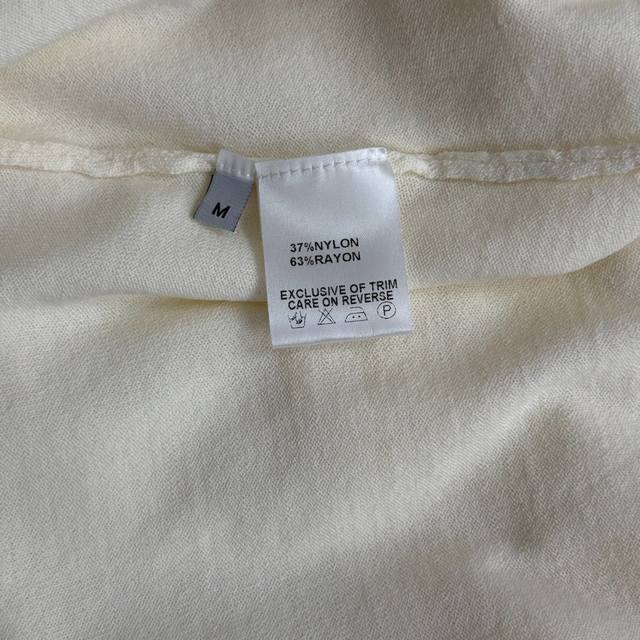 M
37%NYLON
63%RAYON
EXCLUSIVE OF TRIM
CARE ON REVERSE
P